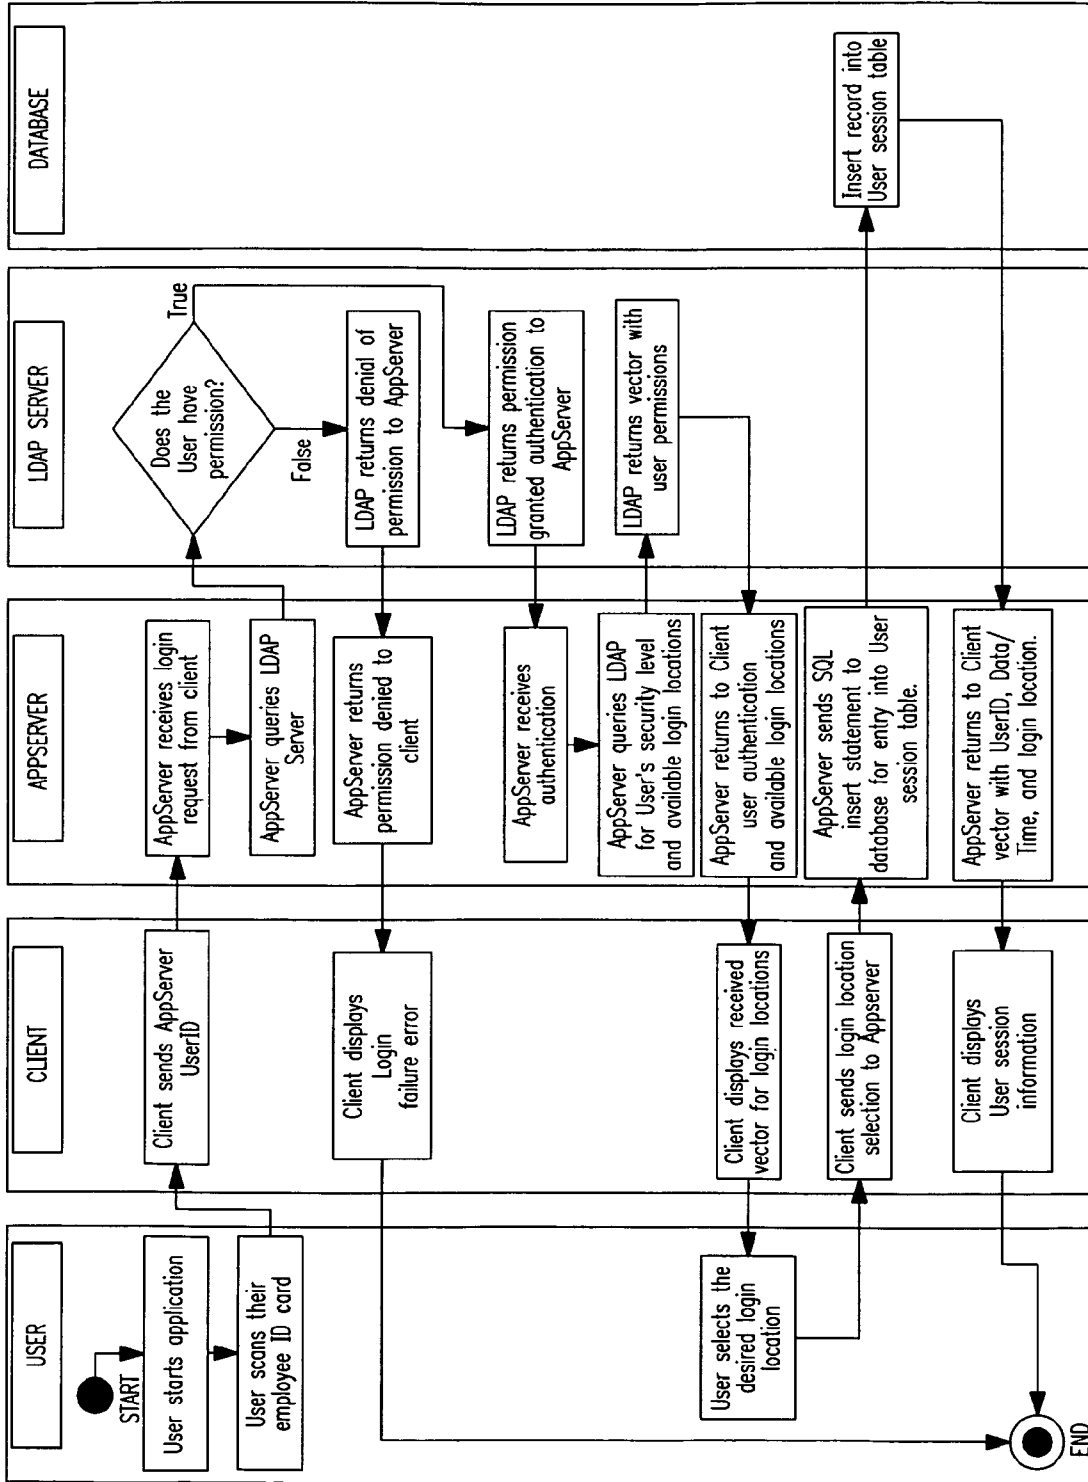 USER
START
User starts application
User scans their
employee ID card
User selects the
desired login
location
END
CLIENT
Client sends AppServer
UserID
Client displays
Login
failure error
Client displays received
vector for login locations
Client sends login location
selection to Appserver
Client displays
User session
information
APPSERVER
AppServer receives login
request from client
AppServer queries LDAP
Server
AppServer returns
permission denied to
client
AppServer receives
authentication
AppServer queries LDAP
for User's security level
and available login locations
AppServer returns to Client
user authentication
and available login locations
AppServer sends SQL
insert statement to
database for entry into User
session table.
AppServer returns to Client
vector with UserID, Data/
Time, and login location.
LDAP SERVER
Does the
User have
permission?
True
False
LDAP returns denial of
permission to AppServer
LDAP returns permission
granted authentication to
AppServer
LDAP returns vector with
user permissions
DATABASE
Insert record into
User session table